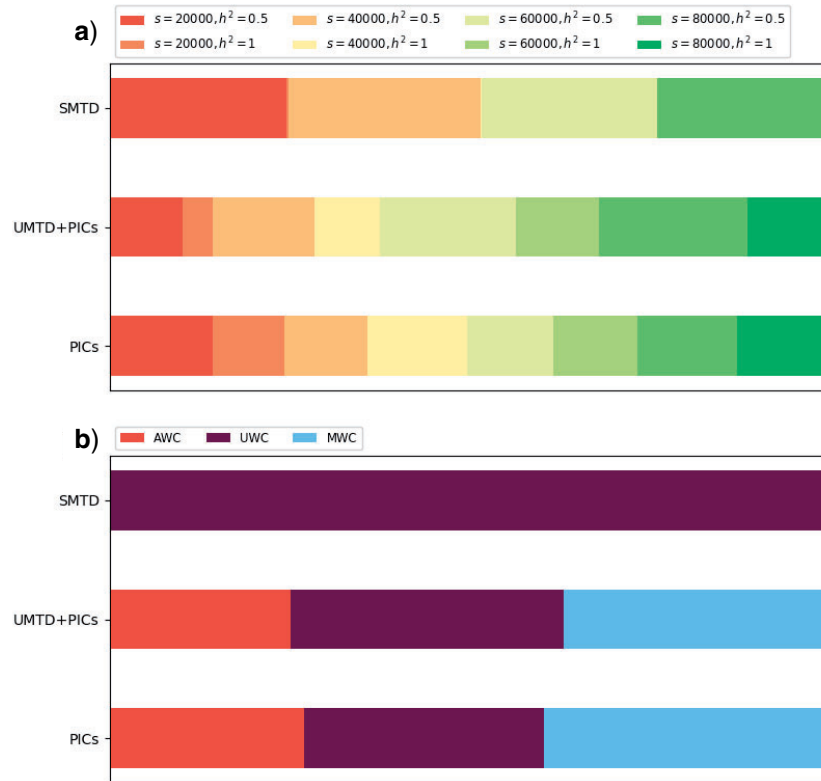 a)
s = 20000, h² = 0.5 s = 40000, h² = 0.5 s = 60000, h² = 0.5 s = 80000, h² = 0.5
s = 20000, h² = 1 s = 40000, h² = 1 s = 60000, h² = 1 s = 80000, h² = 1
SMTD
UMTD+PICs
PICs
b)
AWC UWC MWC
SMTD
UMTD+PICs
PICs